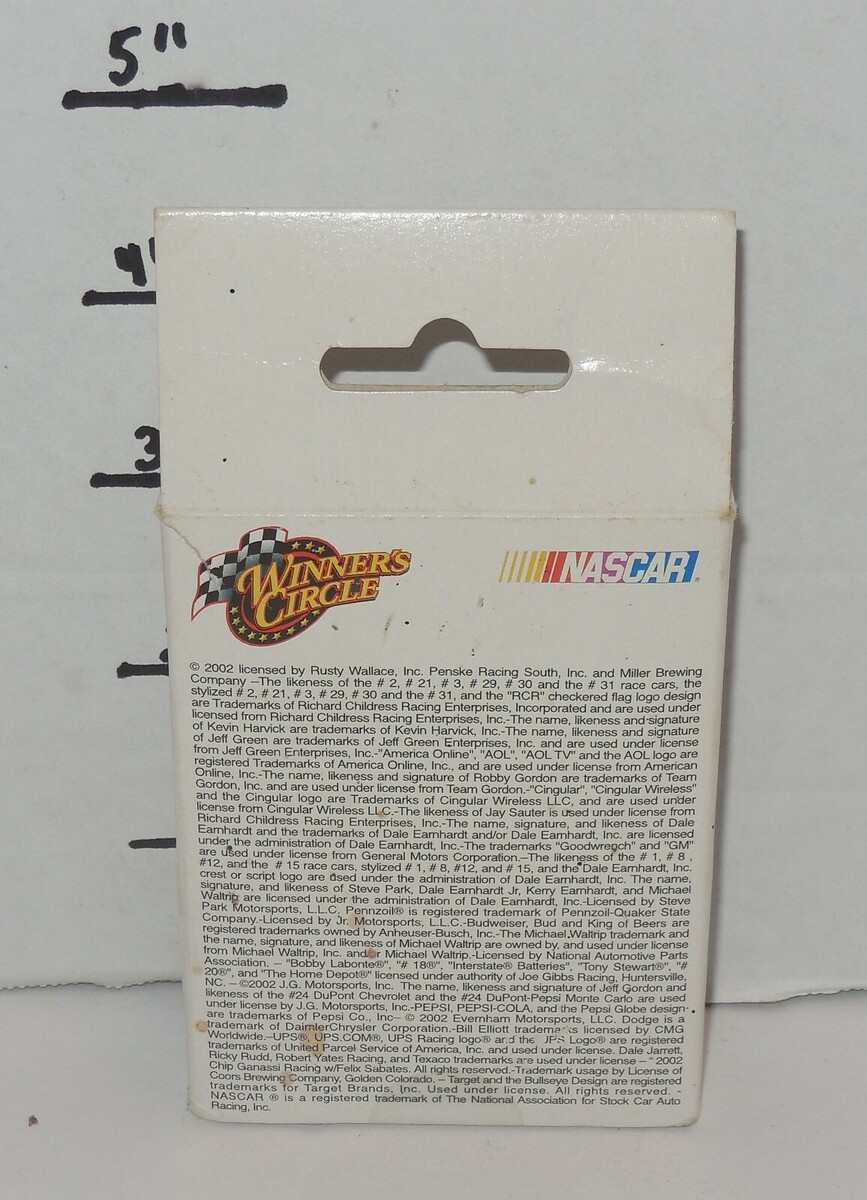 5"
4"
3
WINNER'S
CIRCLE
NASCAR
© 2002 licensed by Rusty Wallace, Inc. Penske Racing South, Inc. and Miller Brewing
Company –The likeness of the # 2, # 21, # 3, # 29, # 30 and the # 31 race cars, the
stylized # 2, # 21, # 3, # 29, # 30 and the # 31, and the "RCR" checkered flag logo design
are Trademarks of Richard Childress Racing Enterprises, Incorporated and are used under
licensed from Richard Childress Racing Enterprises, Inc.-The name, likeness and signature
of Kevin Harvick are trademarks of Kevin Harvick, Inc.-The name, likeness and signature
of Jeff Green are trademarks of Jeff Green Enterprises, Inc. and are used under license
from Jeff Green Enterprises, Inc.-"America Online", "AOL", "AOL TV" and the AOL logo are
registered Trademarks of America Online, Inc., and are used under license from American
Online, Inc.-The name, likeness and signature of Robby Gordon are trademarks of Team
Gordon, Inc. and are used under license from Team Gordon.-"Cingular", "Cingular Wireless"
and the Cingular logo are Trademarks of Cingular Wireless LLC, and are used under
license from Cingular Wireless LLC.-The likeness of Jay Sauter is used under license from
Richard Childress Racing Enterprises, Inc.-The name, signature, and likeness of Dale
Earnhardt and the trademarks of Dale Earnhardt and/or Dale Earnhardt, Inc. are licensed
under the administration of Dale Earnhardt, Inc.-The trademarks "Goodwrench" and "GM"
are used under license from General Motors Corporation.–The likeness of the # 1, # 8 ,
#12, and the # 15 race cars, stylized # 1, # 8, #12, and # 15, and the Dale Earnhardt, Inc.
crest or script logo are used under the administration of Dale Earnhardt, Inc. The name,
signature, and likeness of Steve Park, Dale Earnhardt Jr, Kerry Earnhardt, and Michael
Waltrip are licensed under the administration of Dale Earnhardt, Inc.-Licensed by Steve
Park Motorsports, L.L.C. Pennzoil® is registered trademark of Pennzoil-Quaker State
Company.-Licensed by Jr. Motorsports, L.L.C.-Budweiser, Bud and King of Beers are
registered trademarks owned by Anheuser-Busch, Inc.-The Michael Waltrip trademark and
the name, signature, and likeness of Michael Waltrip are owned by, and used under license
from Michael Waltrip, Inc. and/or Michael Waltrip.-Licensed by National Automotive Parts
Association. – "Bobby Labonte®", "# 18®", "Interstate® Batteries", "Tony Stewart®", "#
20®", and "The Home Depot®" licensed under authority of Joe Gibbs Racing, Huntersville,
NC. – ©2002 J.G. Motorsports, Inc. The name, likeness and signature of Jeff Gordon and
likeness of the #24 DuPont Chevrolet and the #24 DuPont-Pepsi Monte Carlo are used
under license by J.G. Motorsports, Inc.-PEPSI, PEPSI-COLA, and the Pepsi Globe design
are trademarks of Pepsi Co., Inc– © 2002 Evernham Motorsports, LLC. Dodge is a
trademark of DaimlerChrysler Corporation.-Bill Elliott trademarks licensed by CMG
Worldwide.–UPS®, UPS.COM®, UPS Racing logo® and the UPS Logo® are registered
trademarks of United Parcel Service of America, Inc. and used under license. Dale Jarrett,
Ricky Rudd, Robert Yates Racing, and Texaco trademarks are used under license – " 2002
Chip Ganassi Racing w/Felix Sabates. All rights reserved.-Trademark usage by License of
Coors Brewing Company, Golden Colorado. – Target and the Bullseye Design are registered
trademarks for Target Brands, Inc. Used under license. All rights reserved. -
NASCAR ® is a registered trademark of The National Association for Stock Car Auto
Racing, Inc.